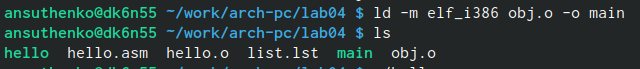 ansuthenko@dk6n55 ~/work/arch-pc/lab04 $ ld -m elf_i386 obj.o -o main
ansuthenko@dk6n55 ~/work/arch-pc/lab04 $ ls
hello hello.asm hello.o list.lst main obj.o